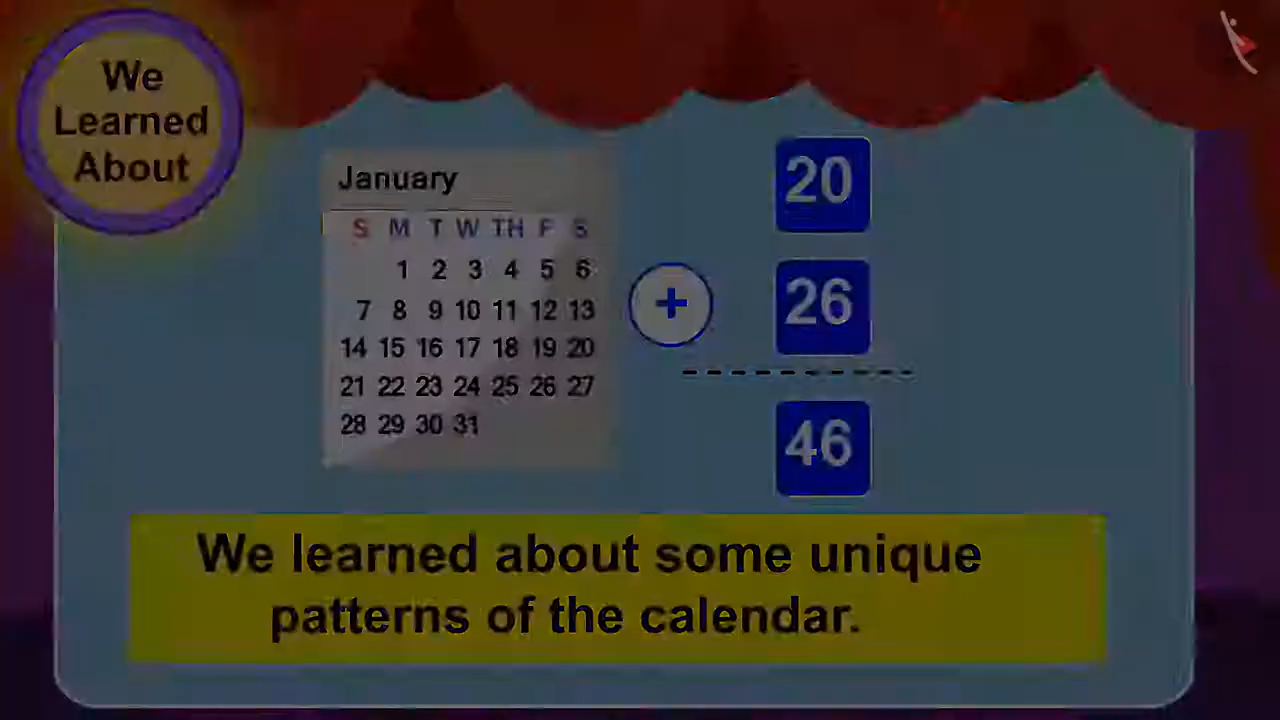 We
Learned
About
January
S M T W TH F S
1 2 3 4 5 6
7 8 9 10 11 12 13
14 15 16 17 18 19 20
21 22 23 24 25 26 27
28 29 30 31
20
+ 26
46
We learned about some unique
patterns of the calendar.